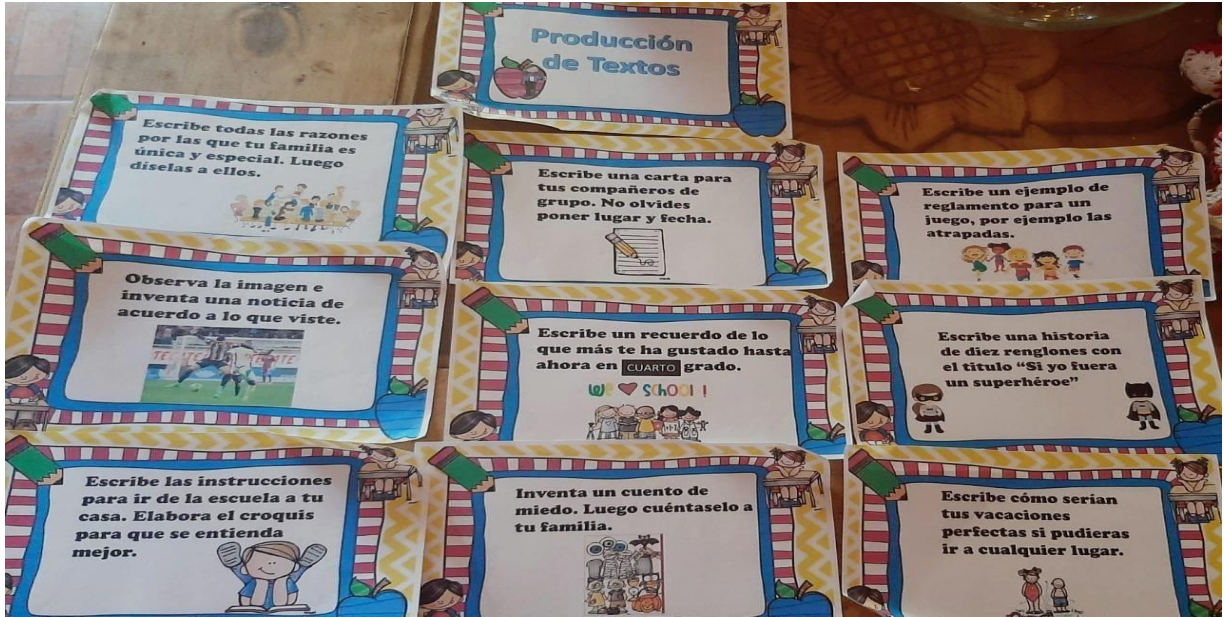 Producción
de Textos
Escribe todas las razones
por las que tu familia es
única y especial. Luego
díselas a ellos.
Escribe una carta para
tus compañeros de
grupo. No olvides
poner lugar y fecha.
Escribe un ejemplo de
reglamento para un
juego, por ejemplo las
atrapadas.
Observa la imagen e
inventa una noticia de
acuerdo a lo que viste.
TECATE
Escribe un recuerdo de lo
que más te ha gustado hasta
ahora en CUARTO grado.
We ❤ SCHOOL!
Escribe una historia
de diez renglones con
el titulo “Si yo fuera
un superhéroe”
Escribe las instrucciones
para ir de la escuela a tu
casa. Elabora el croquis
para que se entienda
mejor.
Inventa un cuento de
miedo. Luego cuéntaselo a
tu familia.
Escribe cómo serían
tus vacaciones
perfectas si pudieras
ir a cualquier lugar.